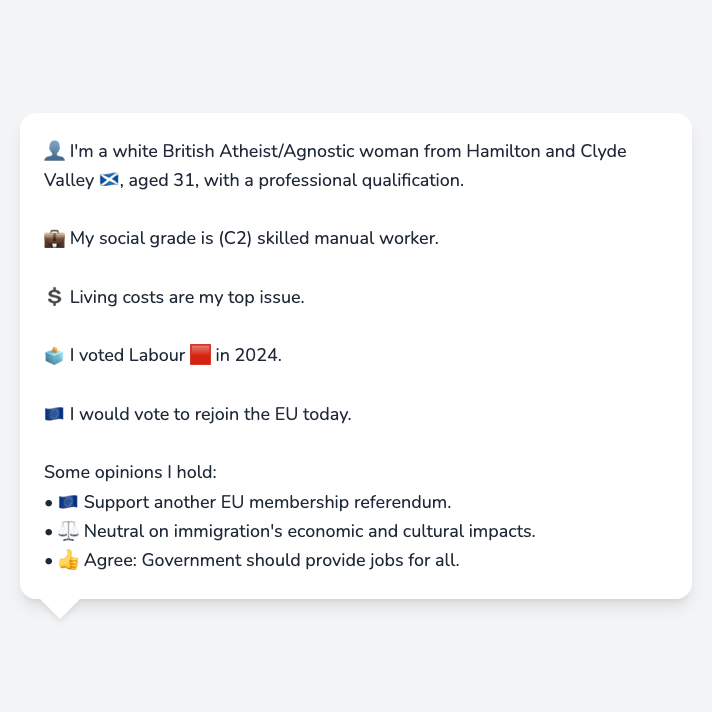 👤 I'm a white British Atheist/Agnostic woman from Hamilton and Clyde
Valley 🏴󠁧󠁢󠁳󠁣󠁴󠁿, aged 31, with a professional qualification.
💼 My social grade is (C2) skilled manual worker.
💲 Living costs are my top issue.
🗳️ I voted Labour 🟥 in 2024.
🇪🇺 I would vote to rejoin the EU today.
Some opinions I hold:
• 🇪🇺 Support another EU membership referendum.
• ⚖️ Neutral on immigration's economic and cultural impacts.
• 👍 Agree: Government should provide jobs for all.